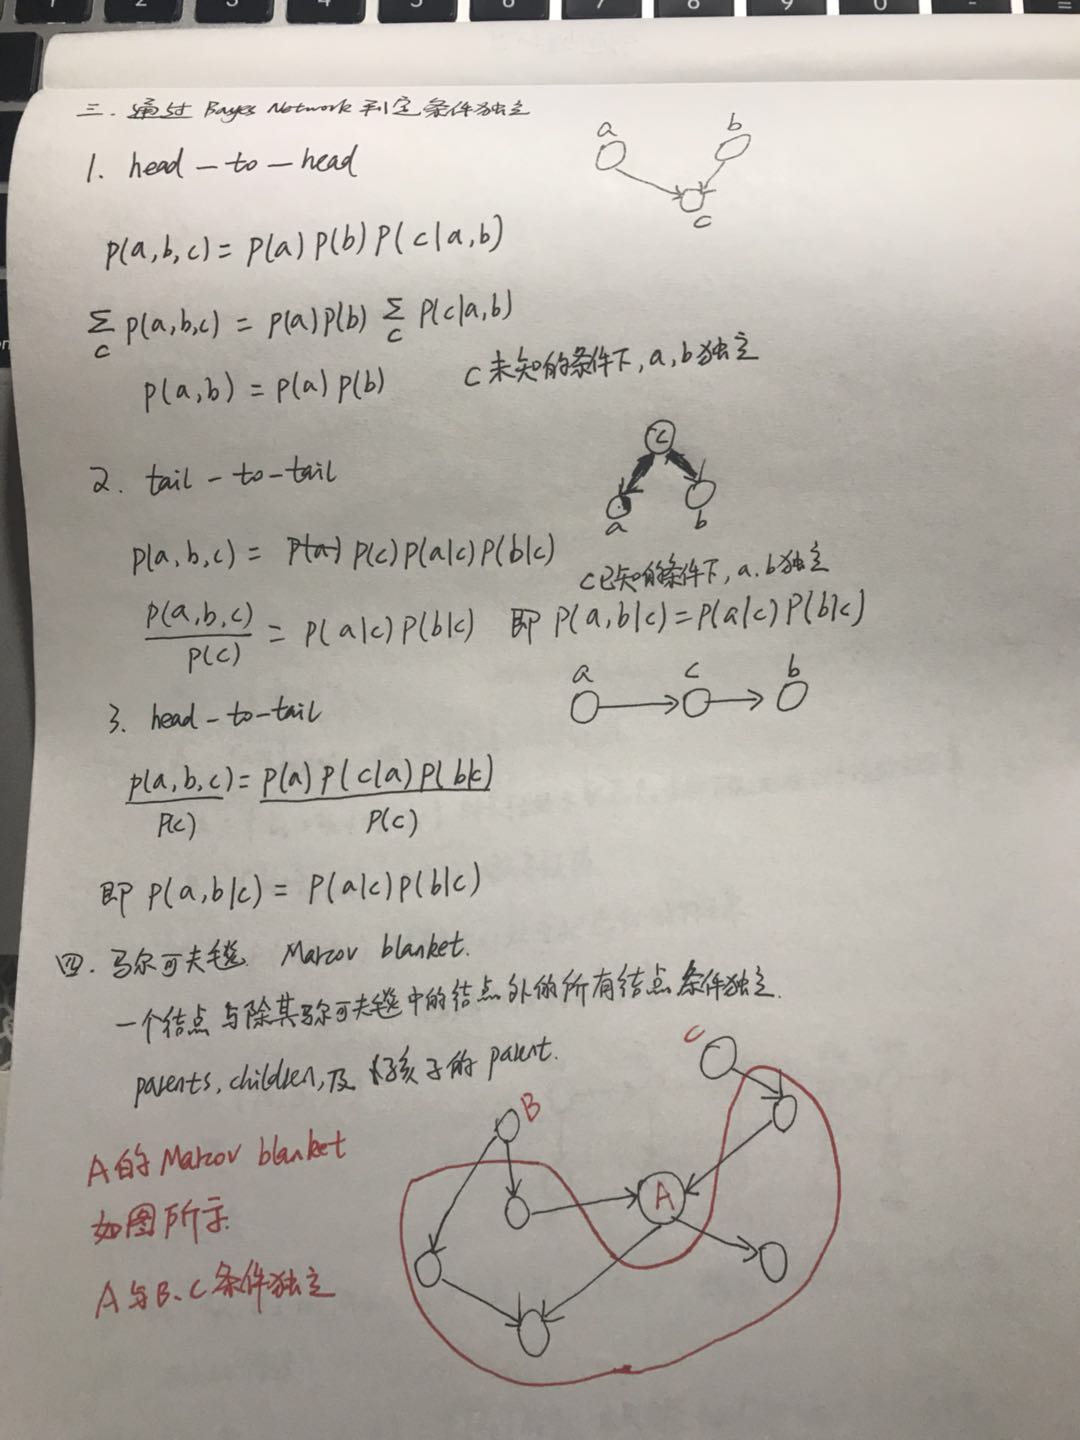 三. 通过 Bayes Network 判定条件独立
1. head-to-head
a b
c
P(a,b,c) = P(a) P(b) P(c|a,b)
∑ P(a,b,c) = P(a)P(b) ∑ P(c|a,b)
c c
P(a,b) = P(a) P(b) C未知的条件下, a,b独立
2. tail-to-tail
c
a b
P(a,b,c) = P(a) P(c)P(a|c)P(b|c)
C已知的条件下, a.b独立
P(a,b,c) = P(a|c)P(b|c) 即 P(a,b|c)=P(a|c)P(b|c)
P(c)
a c b
3. head-to-tail
P(a,b,c) = P(a) P(c|a) P(b|c)
P(c) P(c)
即 P(a,b|c) = P(a|c)P(b|c)
四. 马尔可夫毯. Marcov blanket.
一个结点与除其马尔可夫毯中的结点外的所有结点条件独立.
parents, children, 及 孩子的 parent.
C
B
A的 Marcov blanket
如图所示.
A
A与B、C条件独立